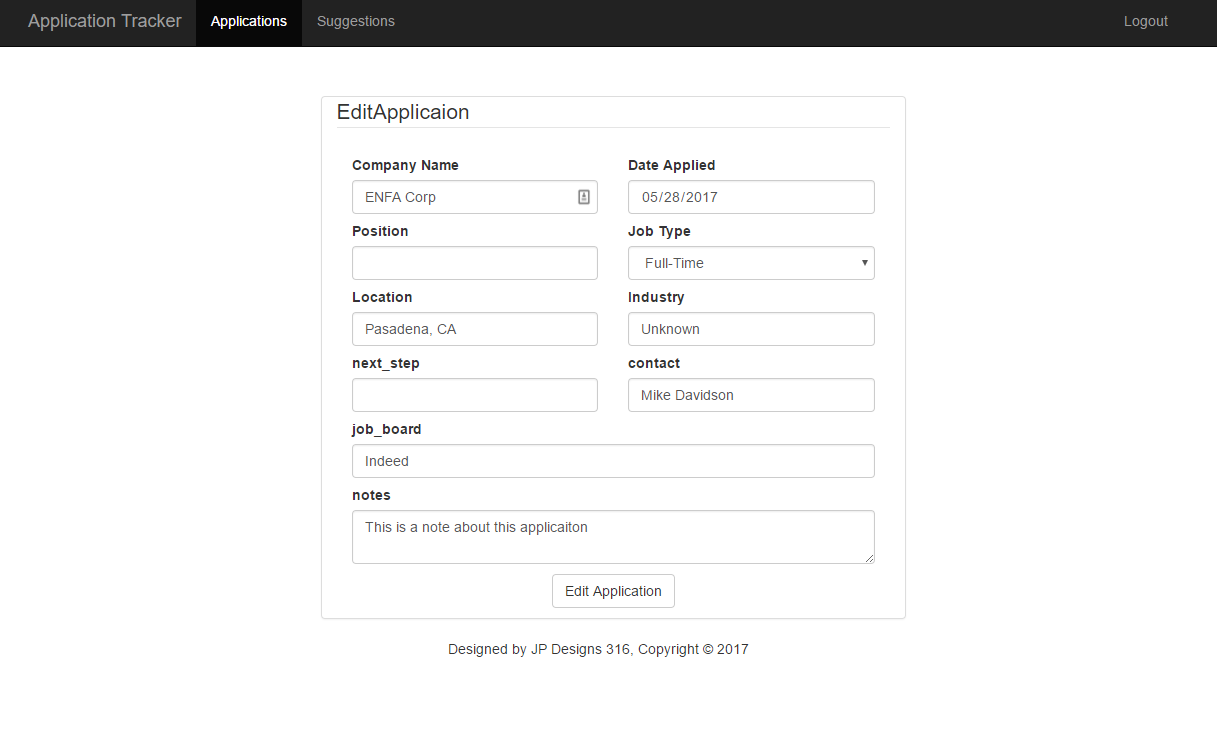 Application Tracker Applications Suggestions Logout
EditApplicaion
Company Name Date Applied
ENFA Corp 05/28/2017
Position Job Type
Full-Time
Location Industry
Pasadena, CA Unknown
next_step contact
Mike Davidson
job_board
Indeed
notes
This is a note about this applicaiton
Edit Application
Designed by JP Designs 316, Copyright © 2017